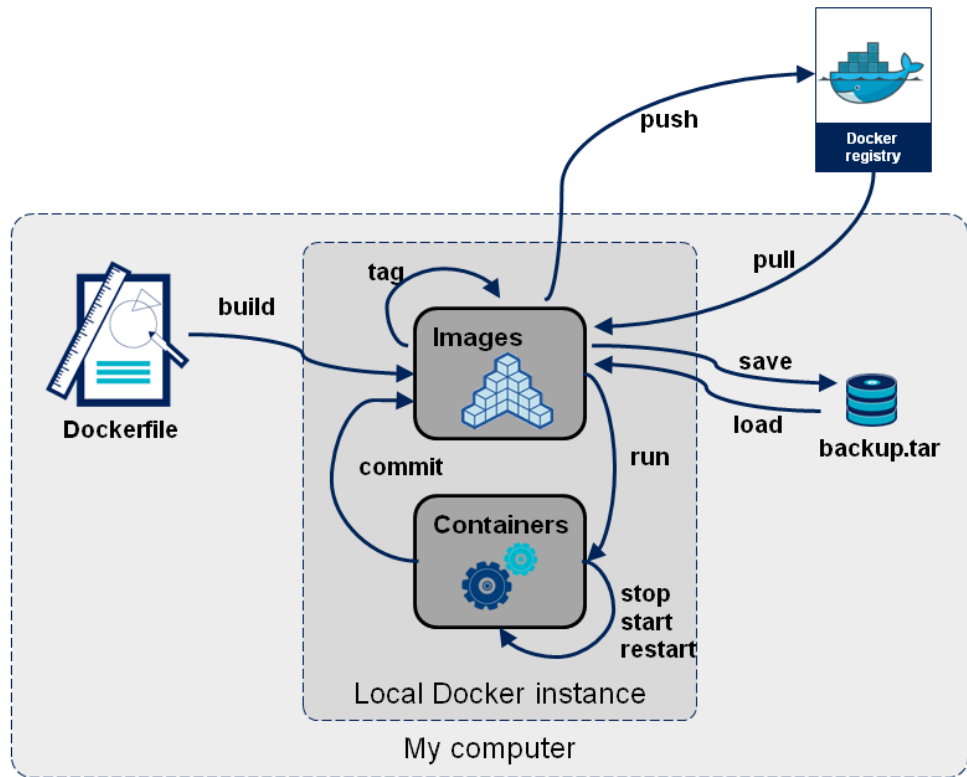 push
Docker
registry
tag
pull
build
Images
save
Dockerfile
load
backup.tar
commit
run
Containers
stop
start
restart
Local Docker instance
My computer